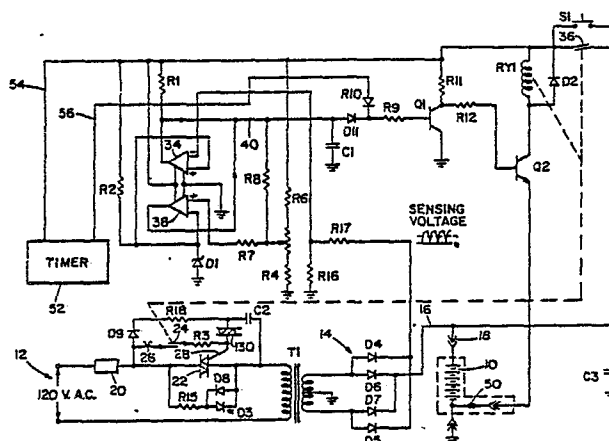 S1
36
54
56
R1
R10
R11
RY1
D2
Q1
R9
R12
D11
40
34
C1
Q2
R2
R8
R6
38
R17
SENSING
VOLTAGE
R7
TIMER
D1
R4
R16
52
16
18
R18
C2
14
D4
D9
24
12
26
R3
13Q
T1
10
28
D6
C3
120 V. A.C.
20
22
D8
D7
50
R15
D3
D5